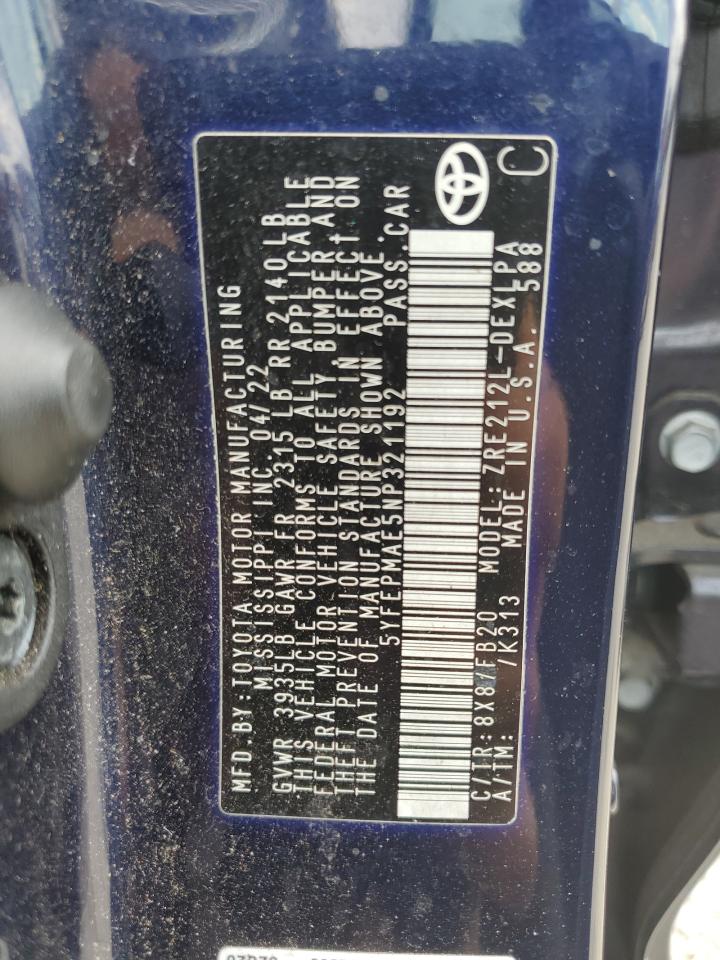 MFD.BY:TOYOTA MOTOR MANUFACTURING
MISSISSIPPI INC 04/22
GVWR 3935LB GAWR FR 2315 LB RR 2140 LB
THIS VEHICLE CONFORMS TO ALL APPLICABLE
FEDERAL MOTOR VEHICLE SAFETY BUMPER AND
THEFT PREVENTION STANDARDS IN EFFECT ON
THE DATE OF MANUFACTURE SHOWN ABOVE.
5YFEPMAE5NP321192 PASS.CAR
C/TR:8X8/FB20 MODEL:ZRE212L-DEXLPA
A/TM: /K313 MADE IN U.S.A. 588
C